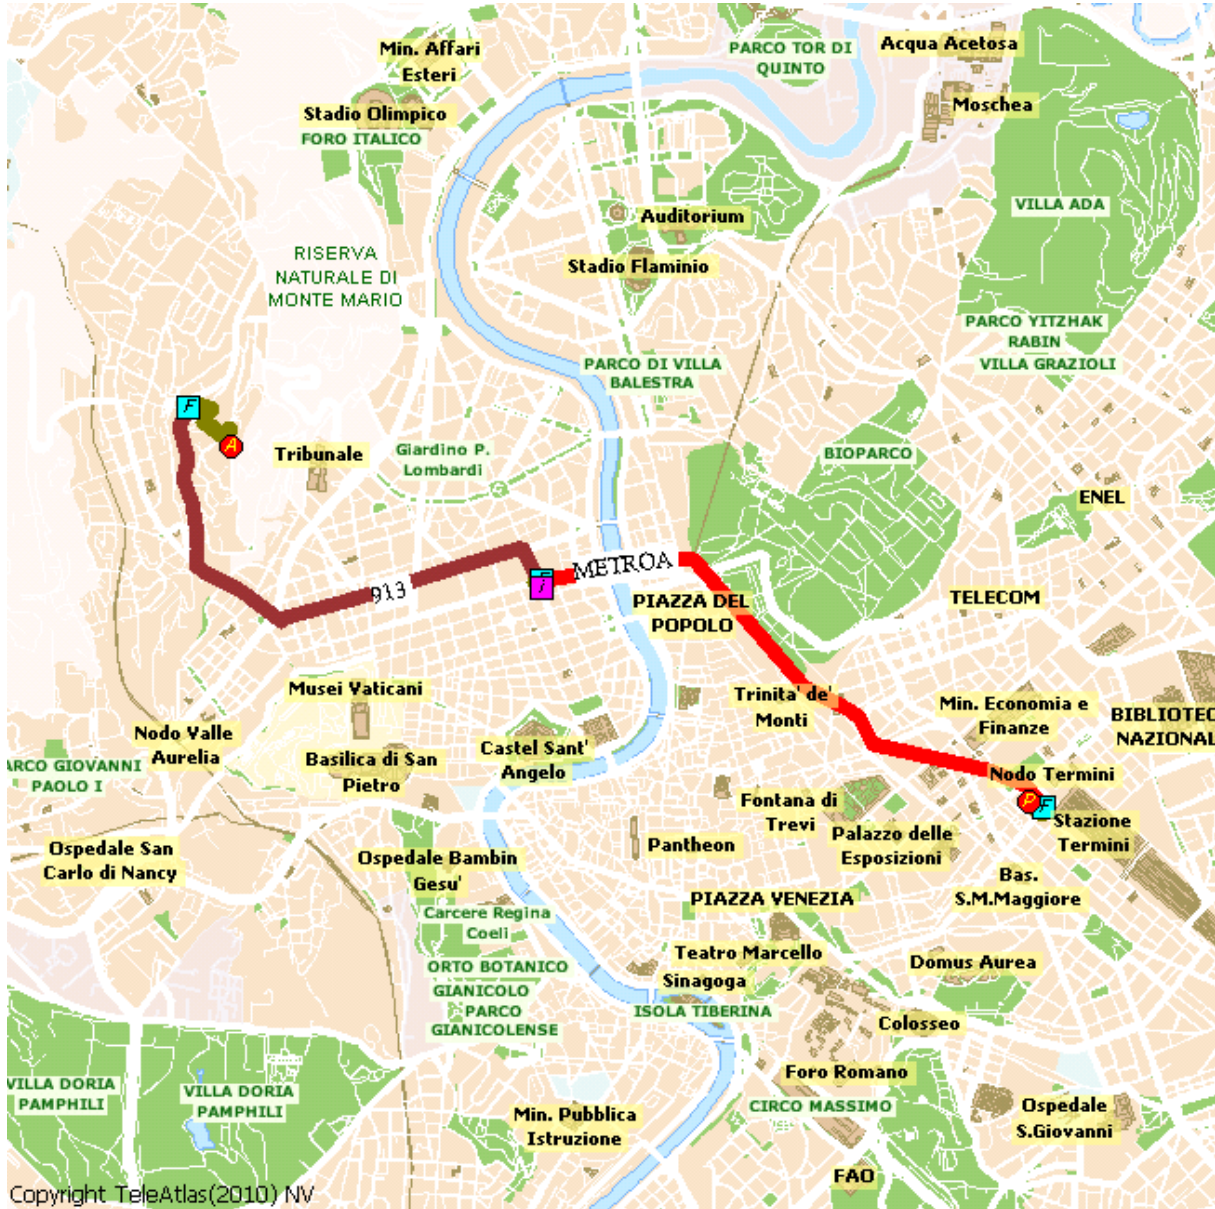 Min. Affari
Esteri
PARCO TOR DI
QUINTO
Acqua Acetosa
Stadio Olimpico
FORO ITALICO
Moschea
VILLA ADA
Auditorium
RISERVA
NATURALE DI
MONTE MARIO
Stadio Flaminio
PARCO YITZHAK
RABIN
VILLA GRAZIOLI
PARCO DI VILLA
BALESTRA
F
A
Tribunale
Giardino P.
Lombardi
BIOPARCO
ENEL
METROA
913
i
PIAZZA DEL
POPOLO
TELECOM
Musei Vaticani
Trinita' de'
Monti
Min. Economia e
Finanze
BIBLIOTEC
NAZIONAL
Nodo Valle
Aurelia
Basilica di San
Pietro
Castel Sant'
Angelo
ARCO GIOVANNI
PAOLO I
Nodo Termini
P
F
Fontana di
Trevi
Stazione
Termini
Palazzo delle
Esposizioni
Pantheon
Ospedale San
Carlo di Nancy
Ospedale Bambin
Gesu'
Bas.
S.M.Maggiore
PIAZZA VENEZIA
Carcere Regina
Coeli
Teatro Marcello
Domus Aurea
ORTO BOTANICO
GIANICOLO
PARCO
GIANICOLENSE
Sinagoga
ISOLA TIBERINA
Colosseo
Foro Romano
VILLA DORIA
PAMPHILI
VILLA DORIA
PAMPHILI
Min. Pubblica
Istruzione
CIRCO MASSIMO
Ospedale
S.Giovanni
FAO
Copyright TeleAtlas(2010) NV